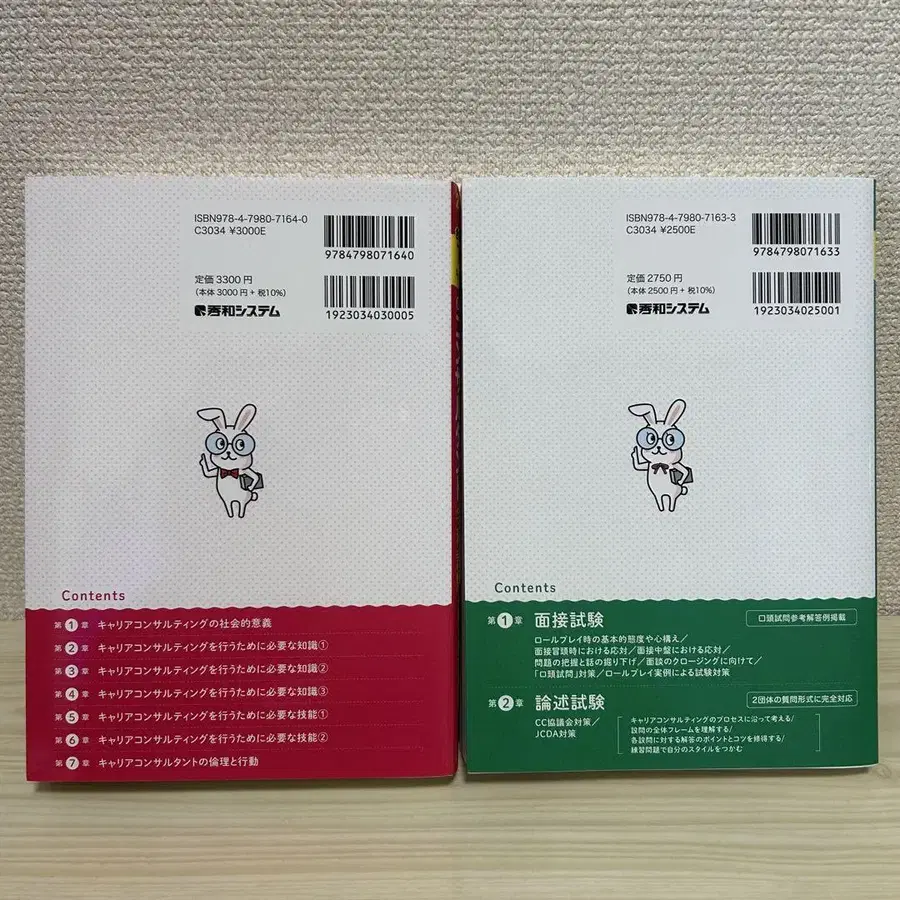 ISBN978-4-7980-7164-0
C3034 ¥3000E
9784798071640
定価 3300 円
(本体 3000 円 + 税10%)
秀和システム
1923034030005
Contents
第 1 章 キャリアコンサルティングの社会的意義
第 2 章 キャリアコンサルティングを行うために必要な知識①
第 3 章 キャリアコンサルティングを行うために必要な知識②
第 4 章 キャリアコンサルティングを行うために必要な知識③
第 5 章 キャリアコンサルティングを行うために必要な技能①
第 6 章 キャリアコンサルティングを行うために必要な技能②
第 7 章 キャリアコンサルタントの倫理と行動
ISBN978-4-7980-7163-3
C3034 ¥2500E
9784798071633
定価 2750 円
(本体 2500 円 + 税10%)
秀和システム
1923034025001
Contents
第 1 章 面接試験 口頭試問参考解答例掲載
ロールプレイ時の基本的態度や心構え/
面接冒頭時における応対/面接中盤における応対/
問題の把握と話の掘り下げ/面談のクロージングに向けて/
「口頭試問」対策/ロールプレイ実例による試験対策
第 2 章 論述試験 2団体の質問形式に完全対応
CC協議会対策/
JCDA対策
キャリアコンサルティングのプロセスに沿って考える/
設問の全体フレームを理解する/
各設問に対する解答のポイントとコツを修得する/
練習問題で自分のスタイルをつかむ